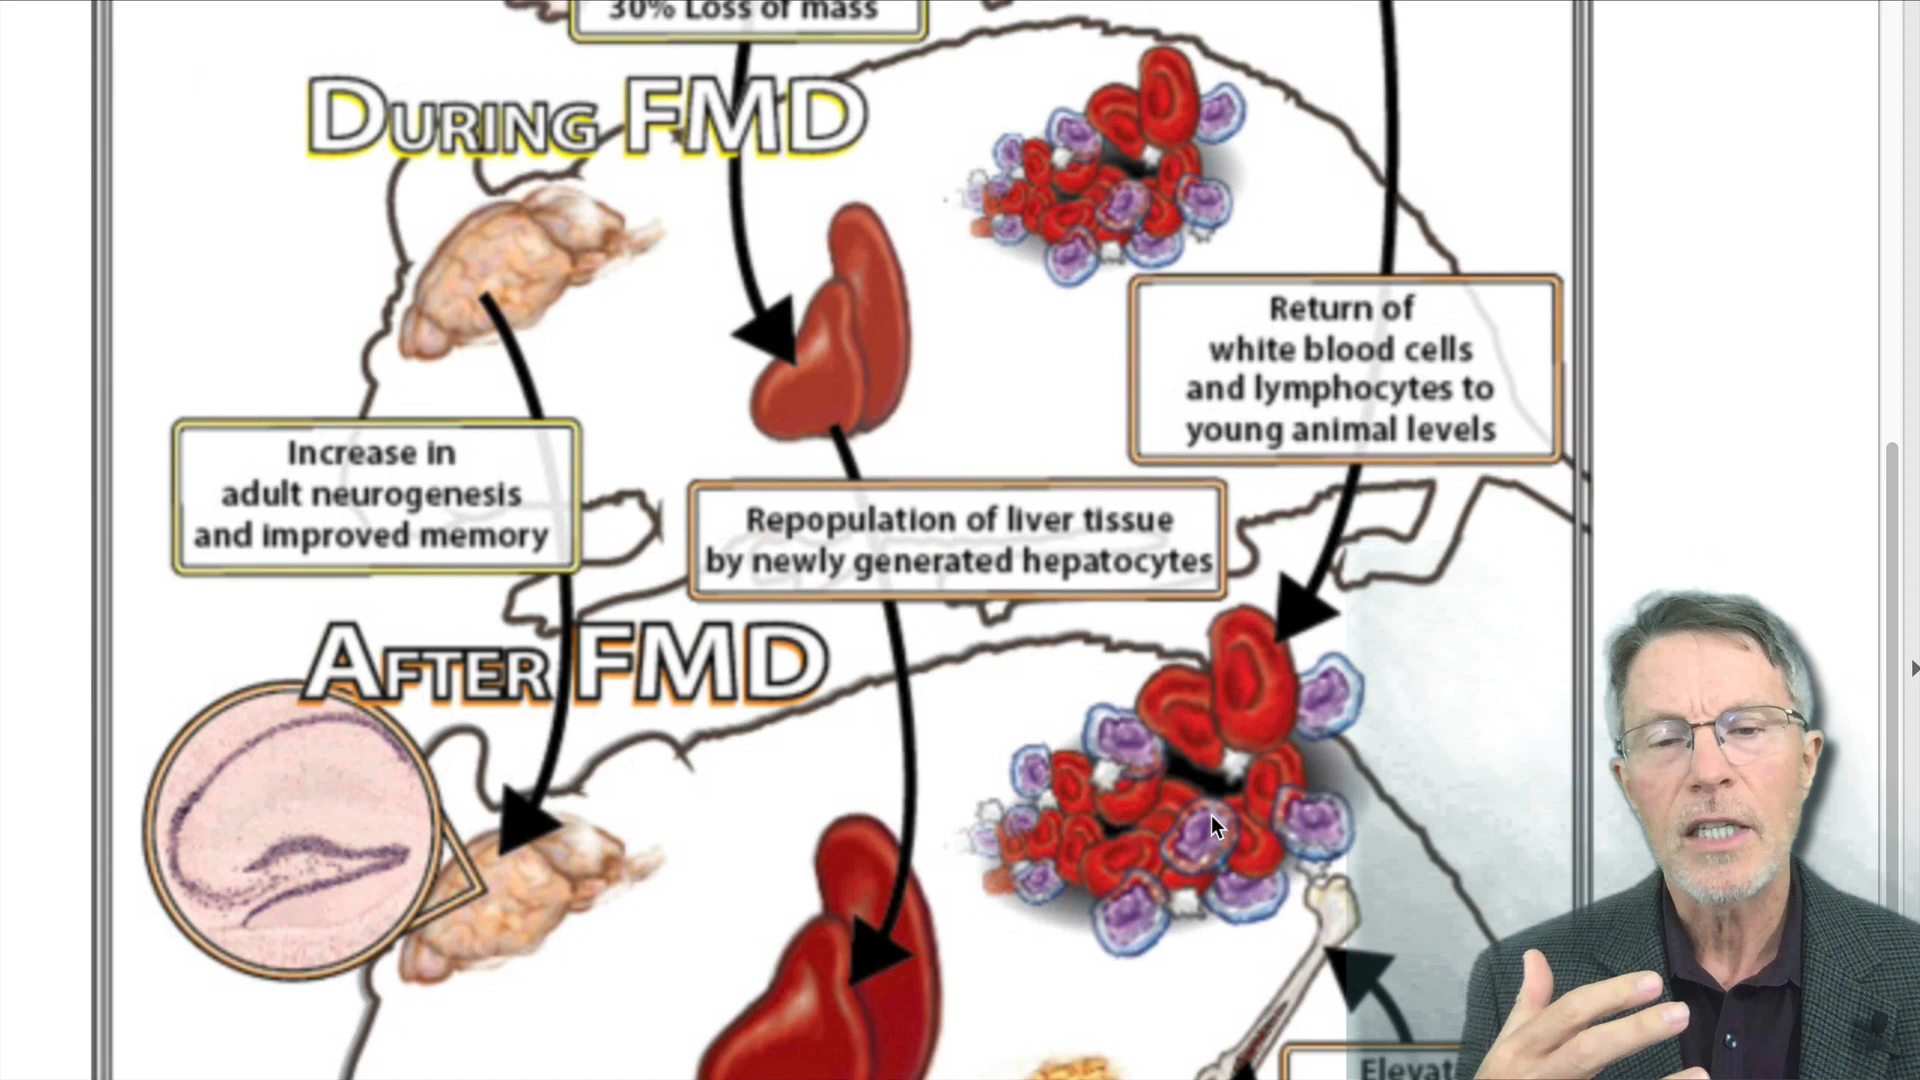 30% Loss of mass
DURING FMD
Return of
white blood cells
and lymphocytes to
young animal levels
Increase in
adult neurogenesis
and improved memory
Repopulation of liver tissue
by newly generated hepatocytes
AFTER FMD